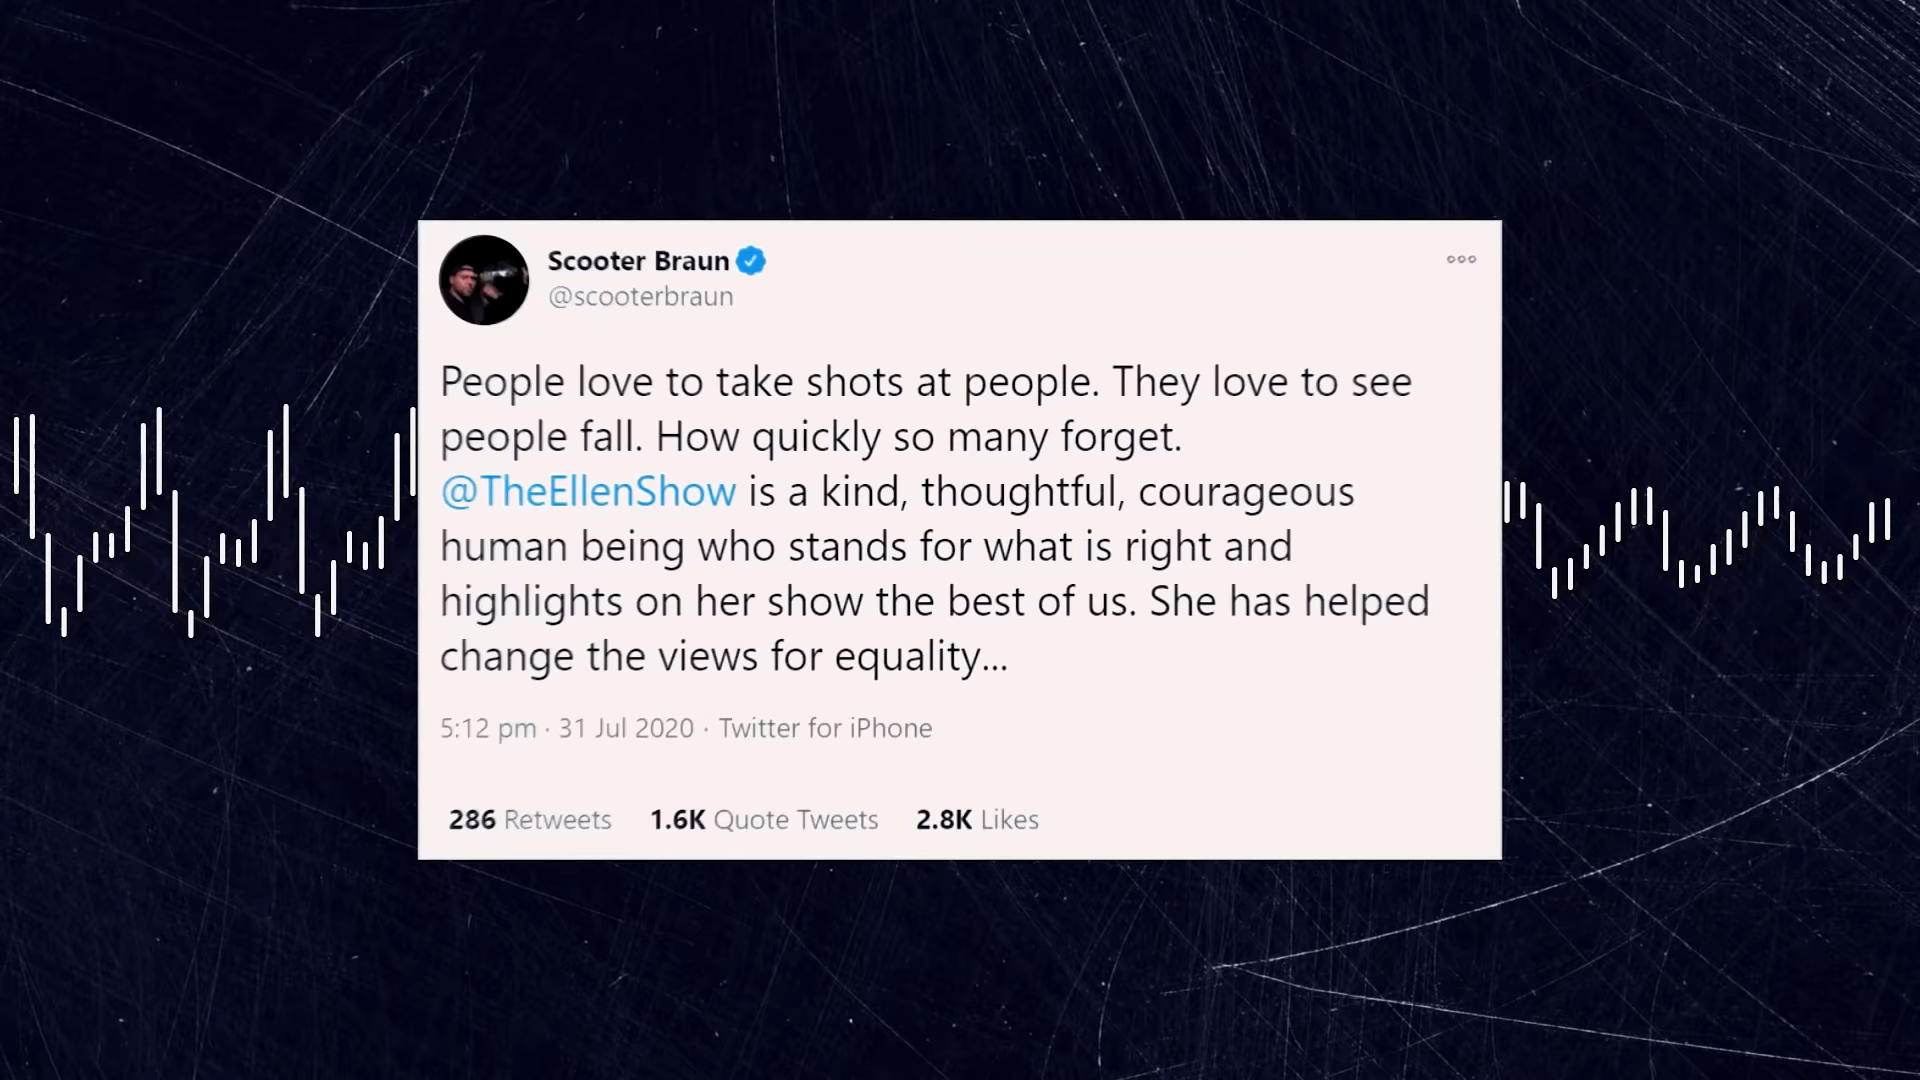 Scooter Braun
@scooterbraun
People love to take shots at people. They love to see
people fall. How quickly so many forget.
@TheEllenShow is a kind, thoughtful, courageous
human being who stands for what is right and
highlights on her show the best of us. She has helped
change the views for equality...
5:12 pm · 31 Jul 2020 · Twitter for iPhone
286 Retweets 1.6K Quote Tweets 2.8K Likes